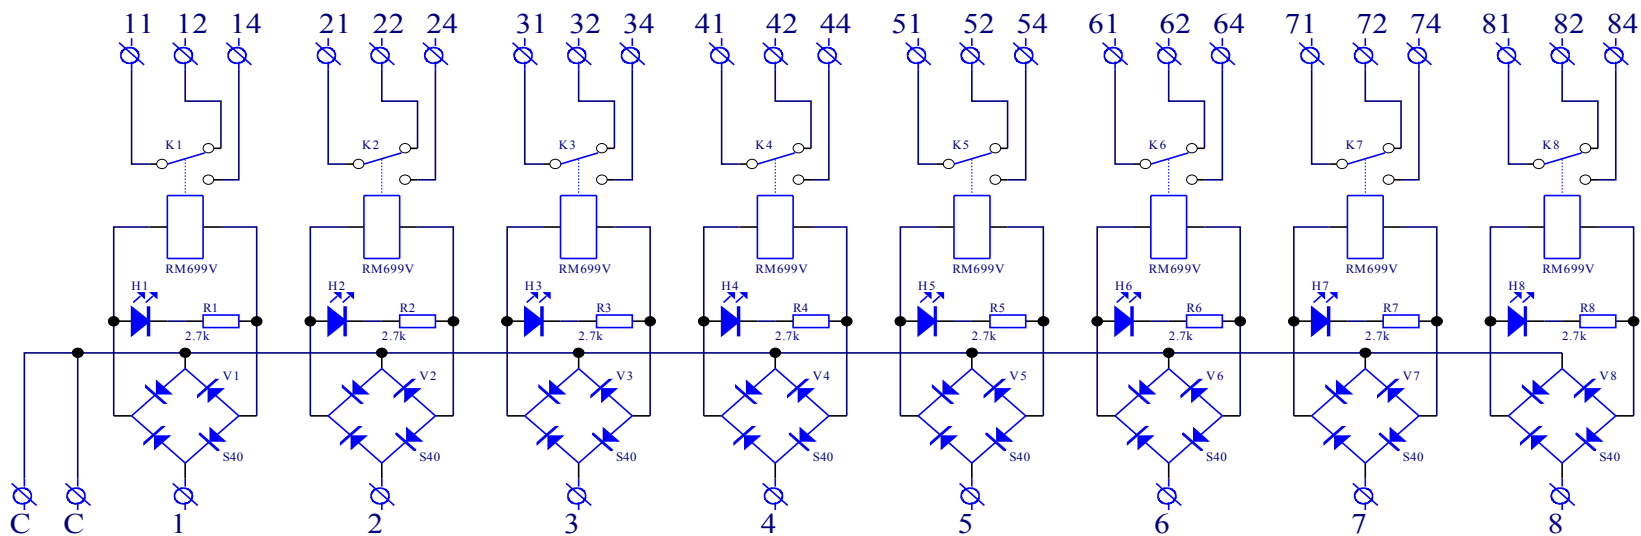 11 12 14 21 22 24 31 32 34 41 42 44 51 52 54 61 62 64 71 72 74 81 82 84
K1 K2 K3 K4 K5 K6 K7 K8
RM699V RM699V RM699V RM699V RM699V RM699V RM699V RM699V
H1 H2 H3 H4 H5 H6 H7 H8
R1 R2 R3 R4 R5 R6 R7 R8
2.7k 2.7k 2.7k 2.7k 2.7k 2.7k 2.7k 2.7k
V1 V2 V3 V4 V5 V6 V7 V8
S40 S40 S40 S40 S40 S40 S40 S40
C C 1 2 3 4 5 6 7 8